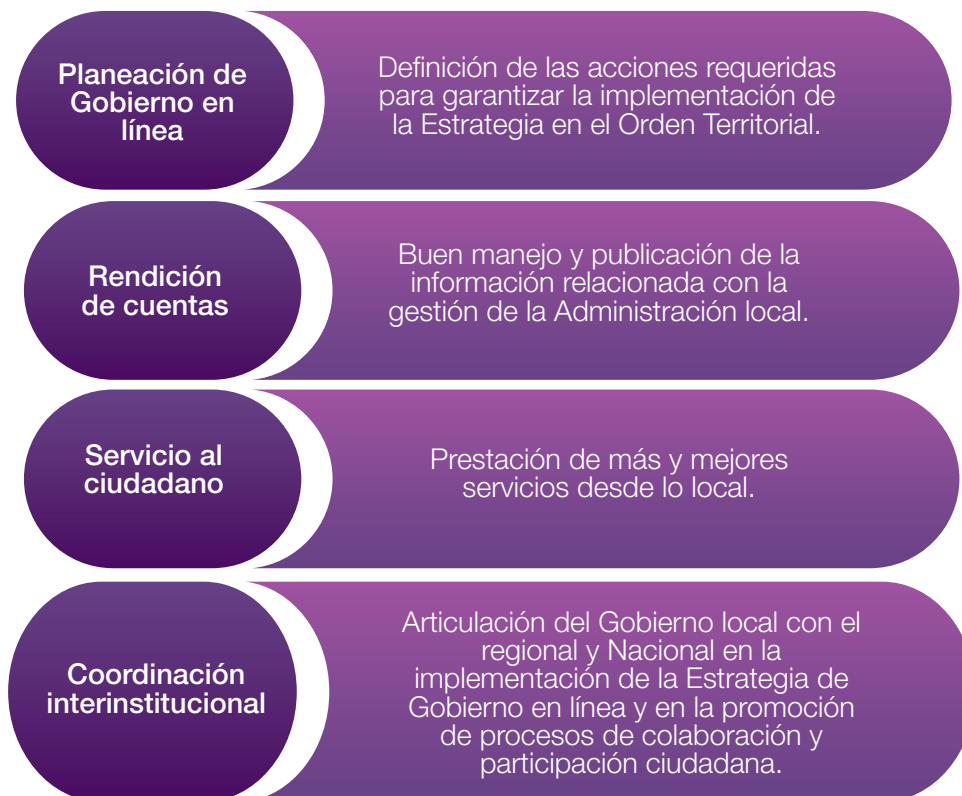 Planeación de
Gobierno en
línea
Definición de las acciones requeridas
para garantizar la implementación de
la Estrategia en el Orden Territorial.
Rendición
de cuentas
Buen manejo y publicación de la
información relacionada con la
gestión de la Administración local.
Servicio al
ciudadano
Prestación de más y mejores
servicios desde lo local.
Coordinación
interinstitucional
Articulación del Gobierno local con el
regional y Nacional en la
implementación de la Estrategia de
Gobierno en línea y en la promoción
de procesos de colaboración y
participación ciudadana.